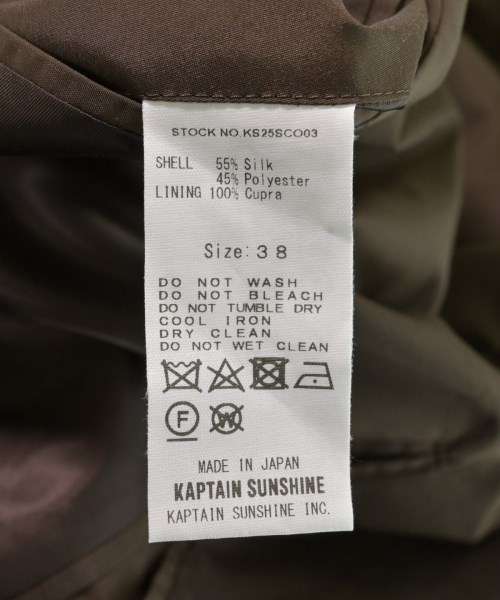 STOCK NO.KS25SCO03
SHELL 55% Silk
45% Polyester
LINING 100% Cupra
Size: 38
DO NOT WASH
DO NOT BLEACH
DO NOT TUMBLE DRY
COOL IRON
DRY CLEAN
DO NOT WET CLEAN
F W
MADE IN JAPAN
KAPTAIN SUNSHINE
KAPTAIN SUNSHINE INC.